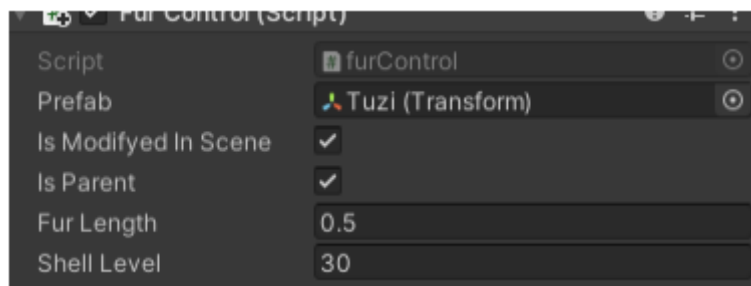 Fur Control (Script)
Script furControl
Prefab Tuzi (Transform)
Is Modifyed In Scene
Is Parent
Fur Length 0.5
Shell Level 30